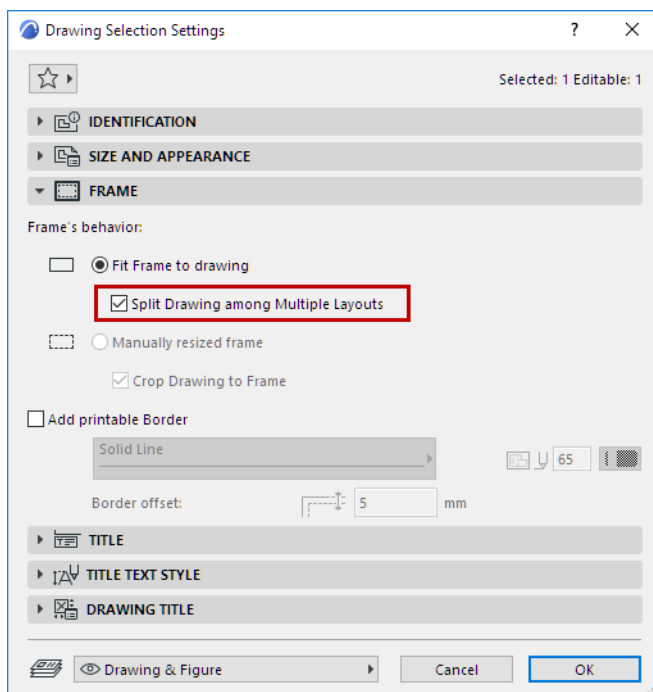 Drawing Selection Settings
?
Selected: 1 Editable: 1
IDENTIFICATION
SIZE AND APPEARANCE
FRAME
Frame's behavior:
Fit Frame to drawing
Split Drawing among Multiple Layouts
Manually resized frame
Crop Drawing to Frame
Add printable Border
Solid Line
65
Border offset:
5
mm
TITLE
TITLE TEXT STYLE
DRAWING TITLE
Drawing & Figure
Cancel
OK